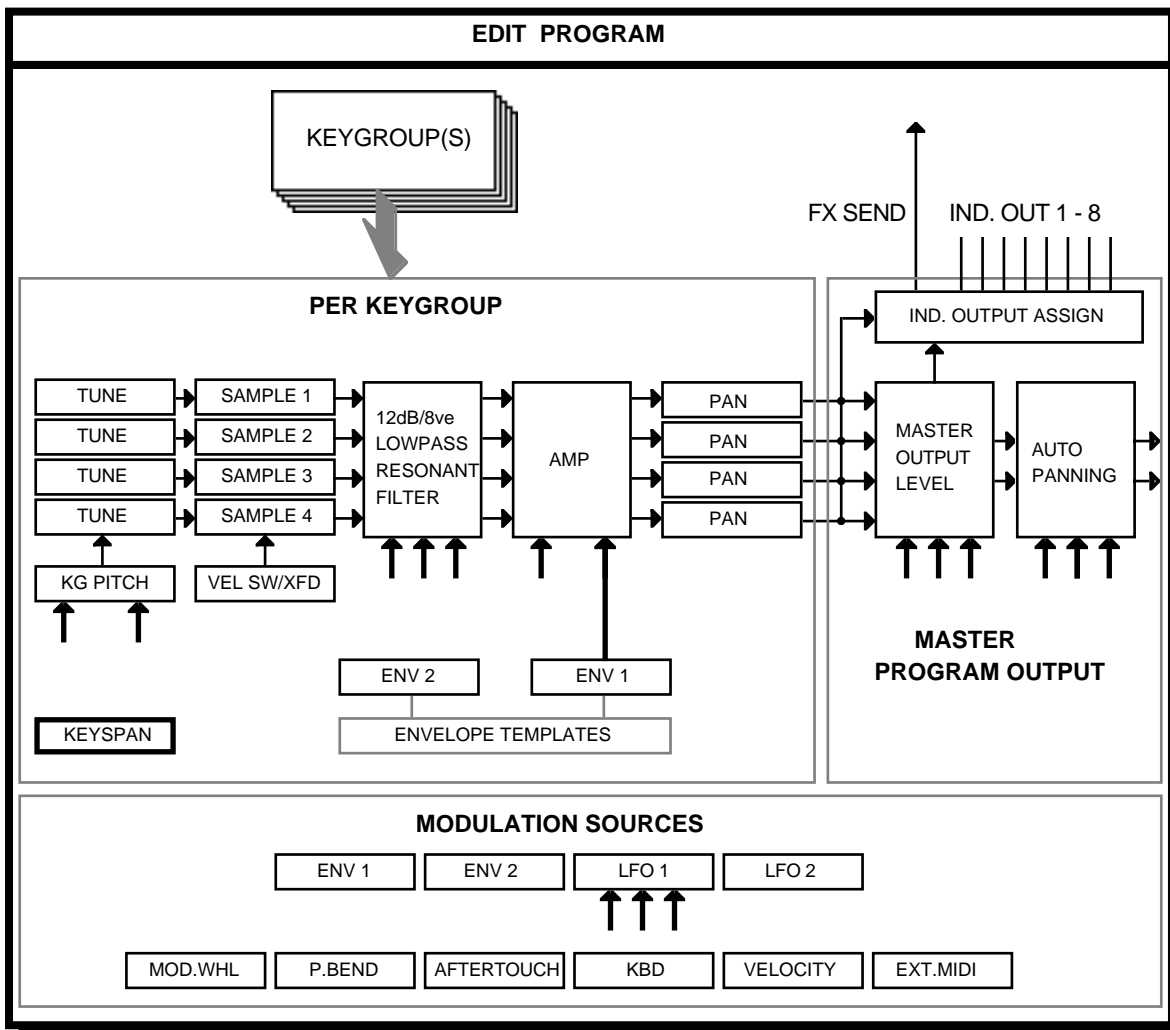 EDIT PROGRAM
KEYGROUP(S)
FX SEND
IND. OUT 1 - 8
PER KEYGROUP
IND. OUTPUT ASSIGN
TUNE
SAMPLE 1
TUNE
SAMPLE 2
TUNE
SAMPLE 3
TUNE
SAMPLE 4
12dB/8ve
LOWPASS
RESONANT
FILTER
AMP
PAN
PAN
PAN
PAN
MASTER
OUTPUT
LEVEL
AUTO
PANNING
KG PITCH
VEL SW/XFD
MASTER
PROGRAM OUTPUT
ENV 2
ENV 1
KEYSPAN
ENVELOPE TEMPLATES
MODULATION SOURCES
ENV 1
ENV 2
LFO 1
LFO 2
MOD.WHL
P.BEND
AFTERTOUCH
KBD
VELOCITY
EXT.MIDI